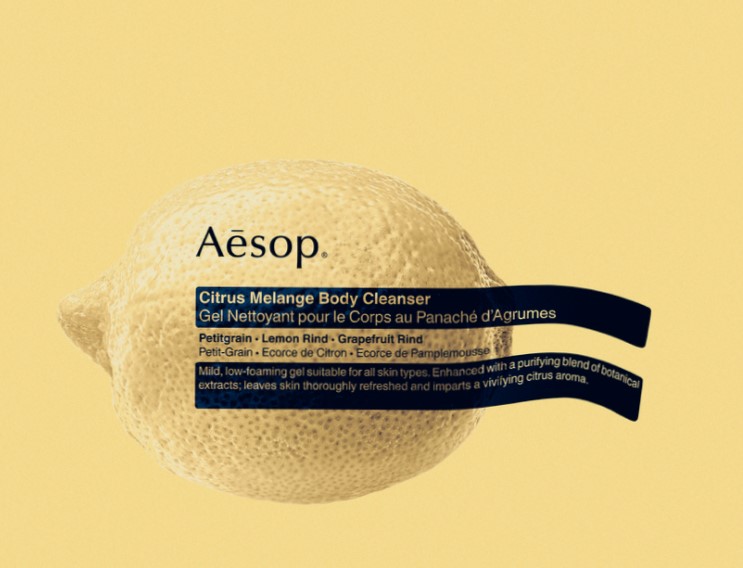 Aēsop®
Citrus Melange Body Cleanser
Gel Nettoyant pour le Corps au Panaché d'Agrumes
Petitgrain • Lemon Rind • Grapefruit Rind
Petit-Grain • Ecorce de Citron • Ecorce de Pamplemousse
Mild, low-foaming gel suitable for all skin types. Enhanced with a purifying blend of botanical
extracts; leaves skin thoroughly refreshed and imparts a vivifying citrus aroma.